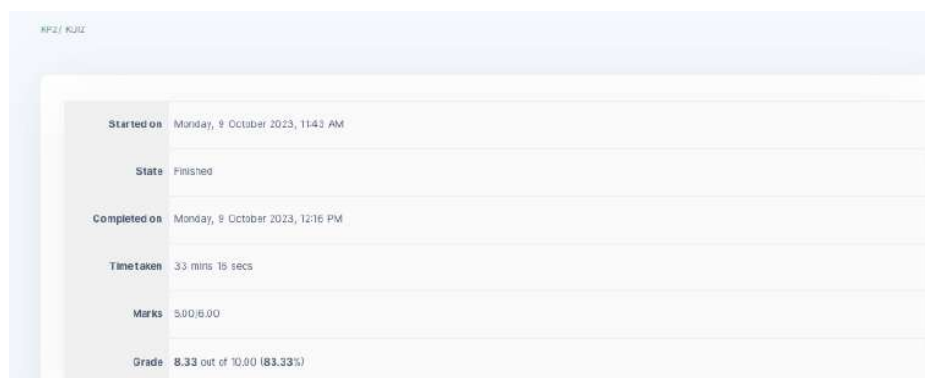 KP2/ KUIZ
Started on Monday, 9 October 2023, 11:43 AM
State Finished
Completed on Monday, 9 October 2023, 12:16 PM
Time taken 33 mins 15 secs
Marks 5.00/6.00
Grade 8.33 out of 10.00 (83.33%)